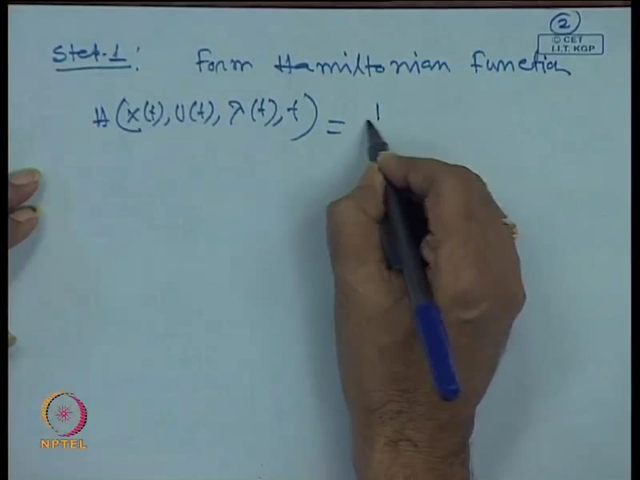 2
© CET
I.I.T. KGP
Step-1: Form Hamiltonian function
H(x(t), U(t), λ(t), t) = 1
NPTEL